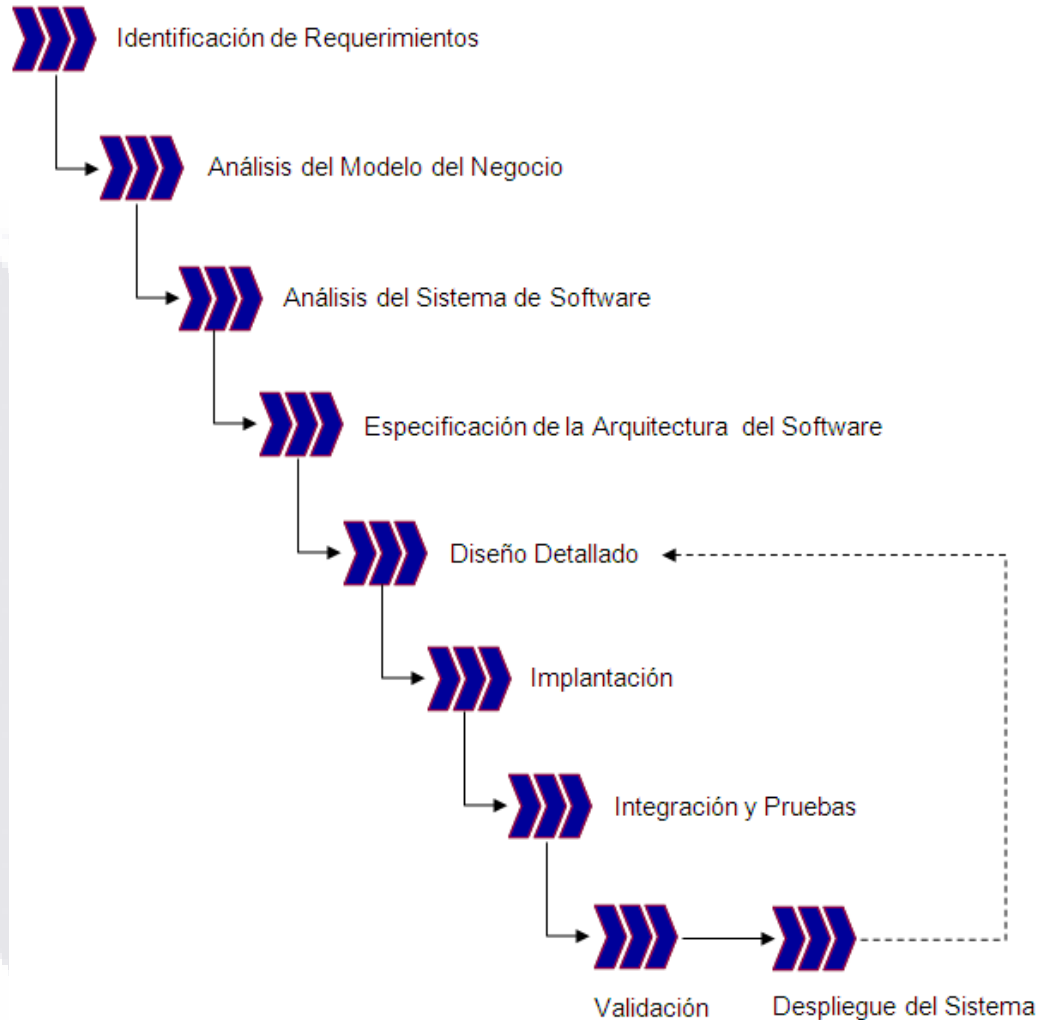 Identificación de Requerimientos
Análisis del Modelo del Negocio
Análisis del Sistema de Software
Especificación de la Arquitectura del Software
Diseño Detallado
Implantación
Integración y Pruebas
Validación
Despliegue del Sistema